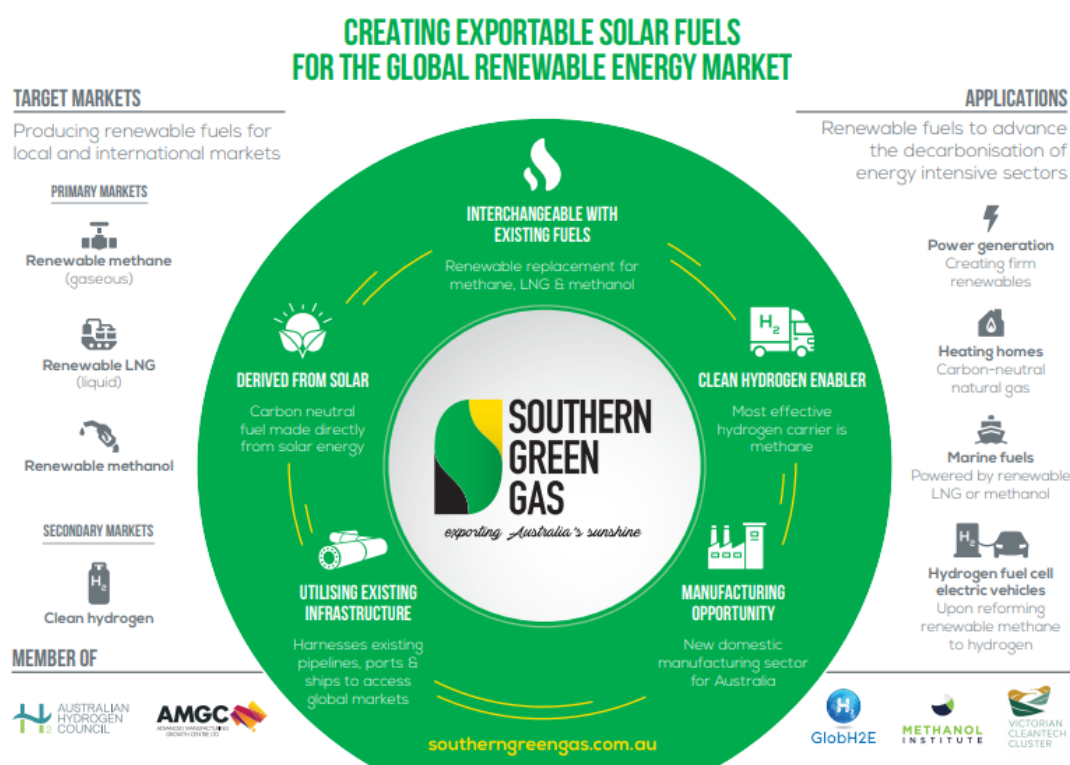 CREATING EXPORTABLE SOLAR FUELS
FOR THE GLOBAL RENEWABLE ENERGY MARKET
TARGET MARKETS
Producing renewable fuels for
local and international markets
PRIMARY MARKETS
Renewable methane
(gaseous)
Renewable LNG
(liquid)
Renewable methanol
SECONDARY MARKETS
H2
Clean hydrogen
INTERCHANGEABLE WITH
EXISTING FUELS
Renewable replacement for
methane, LNG & methanol
DERIVED FROM SOLAR
Carbon neutral
fuel made directly
from solar energy
H2
CLEAN HYDROGEN ENABLER
Most effective
hydrogen carrier is
methane
SOUTHERN
GREEN
GAS
exporting Australia's sunshine
UTILISING EXISTING
INFRASTRUCTURE
Harnesses existing
pipelines, ports &
ships to access
global markets
MANUFACTURING
OPPORTUNITY
New domestic
manufacturing sector
for Australia
southerngreengas.com.au
APPLICATIONS
Renewable fuels to advance
the decarbonisation of
energy intensive sectors
Power generation
Creating firm
renewables
Heating homes
Carbon-neutral
natural gas
Marine fuels
Powered by renewable
LNG or methanol
H2
Hydrogen fuel cell
electric vehicles
Upon reforming
renewable methane
to hydrogen
MEMBER OF
H2
AUSTRALIAN
HYDROGEN
COUNCIL
AMGC
ADVANCED MANUFACTURING
GROWTH CENTRE LTD
H2
GlobH2E
METHANOL
INSTITUTE
VICTORIAN
CLEANTECH
CLUSTER